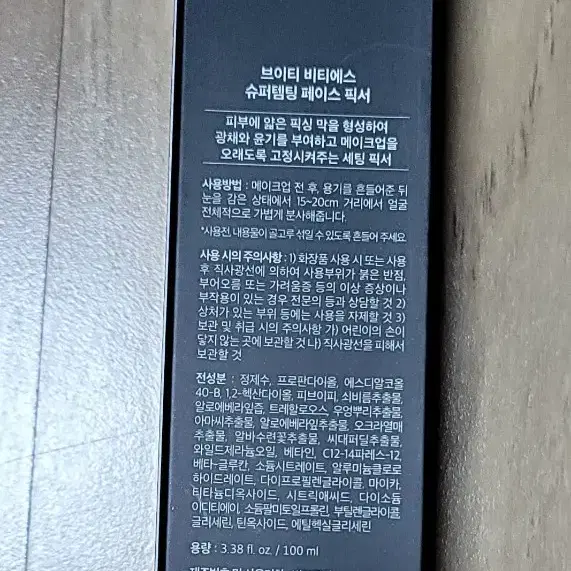 브이티 비티에스
슈퍼템팅 페이스 픽서
피부에 얇은 픽싱 막을 형성하여
광채와 윤기를 부여하고 메이크업을
오래도록 고정시켜주는 세팅 픽서
사용방법 : 메이크업 전 후, 용기를 흔들어준 뒤
눈을 감은 상태에서 15~20cm 거리에서 얼굴
전체적으로 가볍게 분사해줍니다.
*사용전, 내용물이 골고루 섞일 수 있도록 흔들어 주세요.
사용 시의 주의사항 : 1) 화장품 사용 시 또는 사용
후 직사광선에 의하여 사용부위가 붉은 반점,
부어오름 또는 가려움증 등의 이상 증상이나
부작용이 있는 경우 전문의 등과 상담할 것 2)
상처가 있는 부위 등에는 사용을 자제할 것 3)
보관 및 취급 시의 주의사항 가) 어린이의 손이
닿지 않는 곳에 보관할 것 나) 직사광선을 피해서
보관할 것
전성분 : 정제수, 프로판다이올, 에스디알코올
40-B, 1,2-헥산다이올, 피브이피, 쇠비름추출물,
알로에베라잎즙, 트레할로오스, 우엉뿌리추출물,
아마씨추출물, 알로에베라잎추출물, 오크라열매
추출물, 알바수련꽃추출물, 씨대퍼딜추출물,
와일드제라늄오일, 베타인, C12-14파레스-12,
베타-글루칸, 소듐시트레이트, 알루미늄클로로
하이드레이트, 다이프로필렌글라이콜, 마이카,
티타늄디옥사이드, 시트릭애씨드, 다이소듐
이디티에이, 소듐팜미토일프롤린, 부틸렌글라이콜,
글리세린, 틴옥사이드, 에틸헥실글리세린
용량 : 3.38 fl. oz. / 100 ml